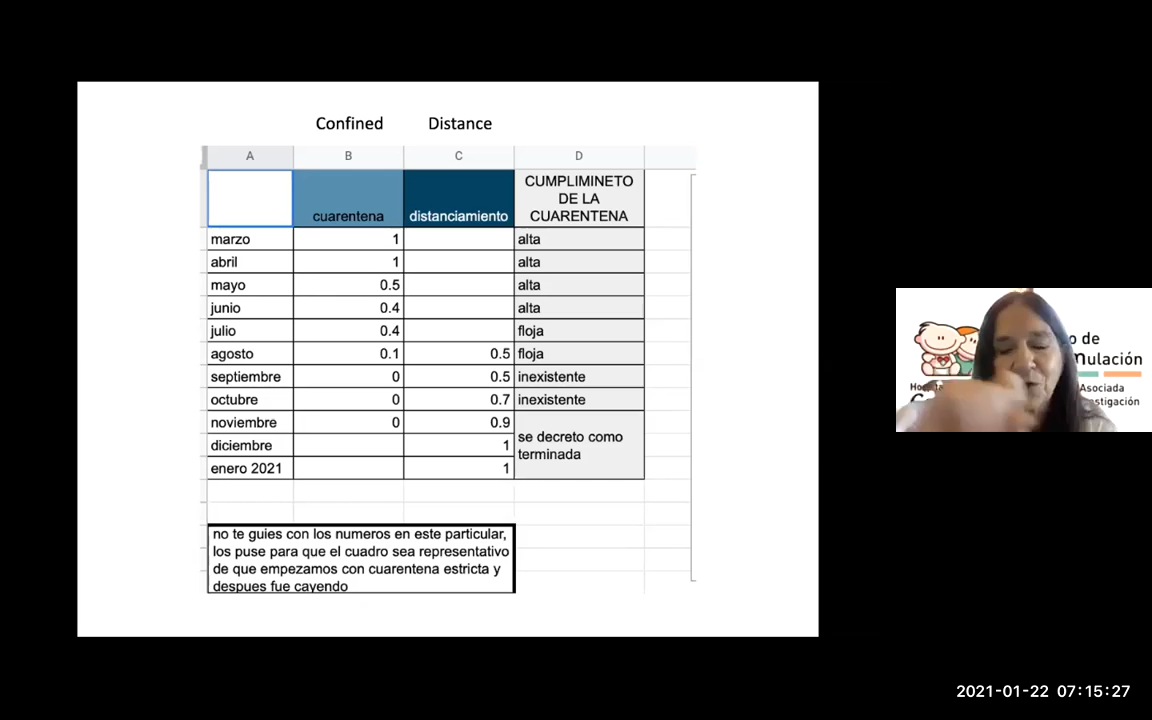 Confined Distance
A B C D
cuarentena distanciamiento CUMPLIMINETO
DE LA
CUARENTENA
marzo 1 alta
abril 1 alta
mayo 0.5 alta
junio 0.4 alta
julio 0.4 floja
agosto 0.1 0.5 floja
septiembre 0 0.5 inexistente
octubre 0 0.7 inexistente
noviembre 0 0.9
se decreto como
terminada
diciembre 1
enero 2021 1
no te guies con los numeros en este particular,
los puse para que el cuadro sea representativo
de que empezamos con cuarentena estricta y
despues fue cayendo
o de
mulación
Asociada
2021-01-22 07:15:27